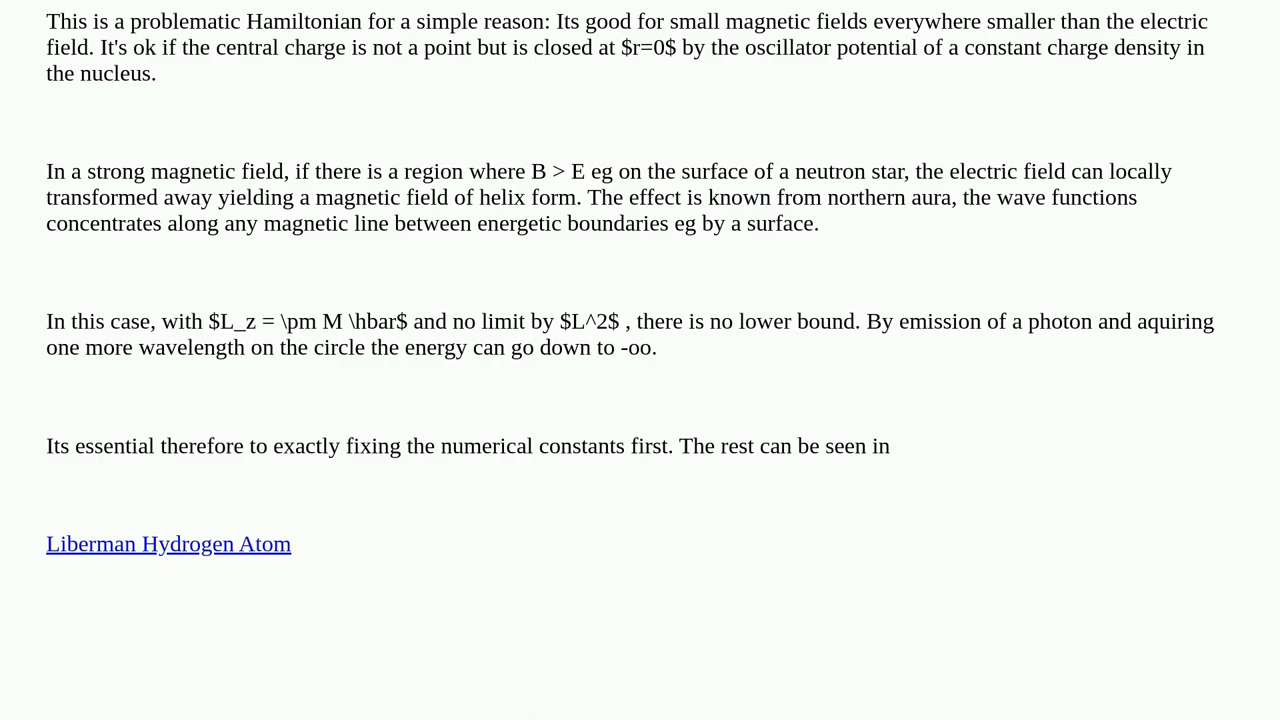 This is a problematic Hamiltonian for a simple reason: Its good for small magnetic fields everywhere smaller than the electric
field. It's ok if the central charge is not a point but is closed at $r=0$ by the oscillator potential of a constant charge density in
the nucleus.
In a strong magnetic field, if there is a region where B > E eg on the surface of a neutron star, the electric field can locally
transformed away yielding a magnetic field of helix form. The effect is known from northern aura, the wave functions
concentrates along any magnetic line between energetic boundaries eg by a surface.
In this case, with $L_z = \pm M \hbar$ and no limit by $L^2$ , there is no lower bound. By emission of a photon and aquiring
one more wavelength on the circle the energy can go down to -oo.
Its essential therefore to exactly fixing the numerical constants first. The rest can be seen in
Liberman Hydrogen Atom